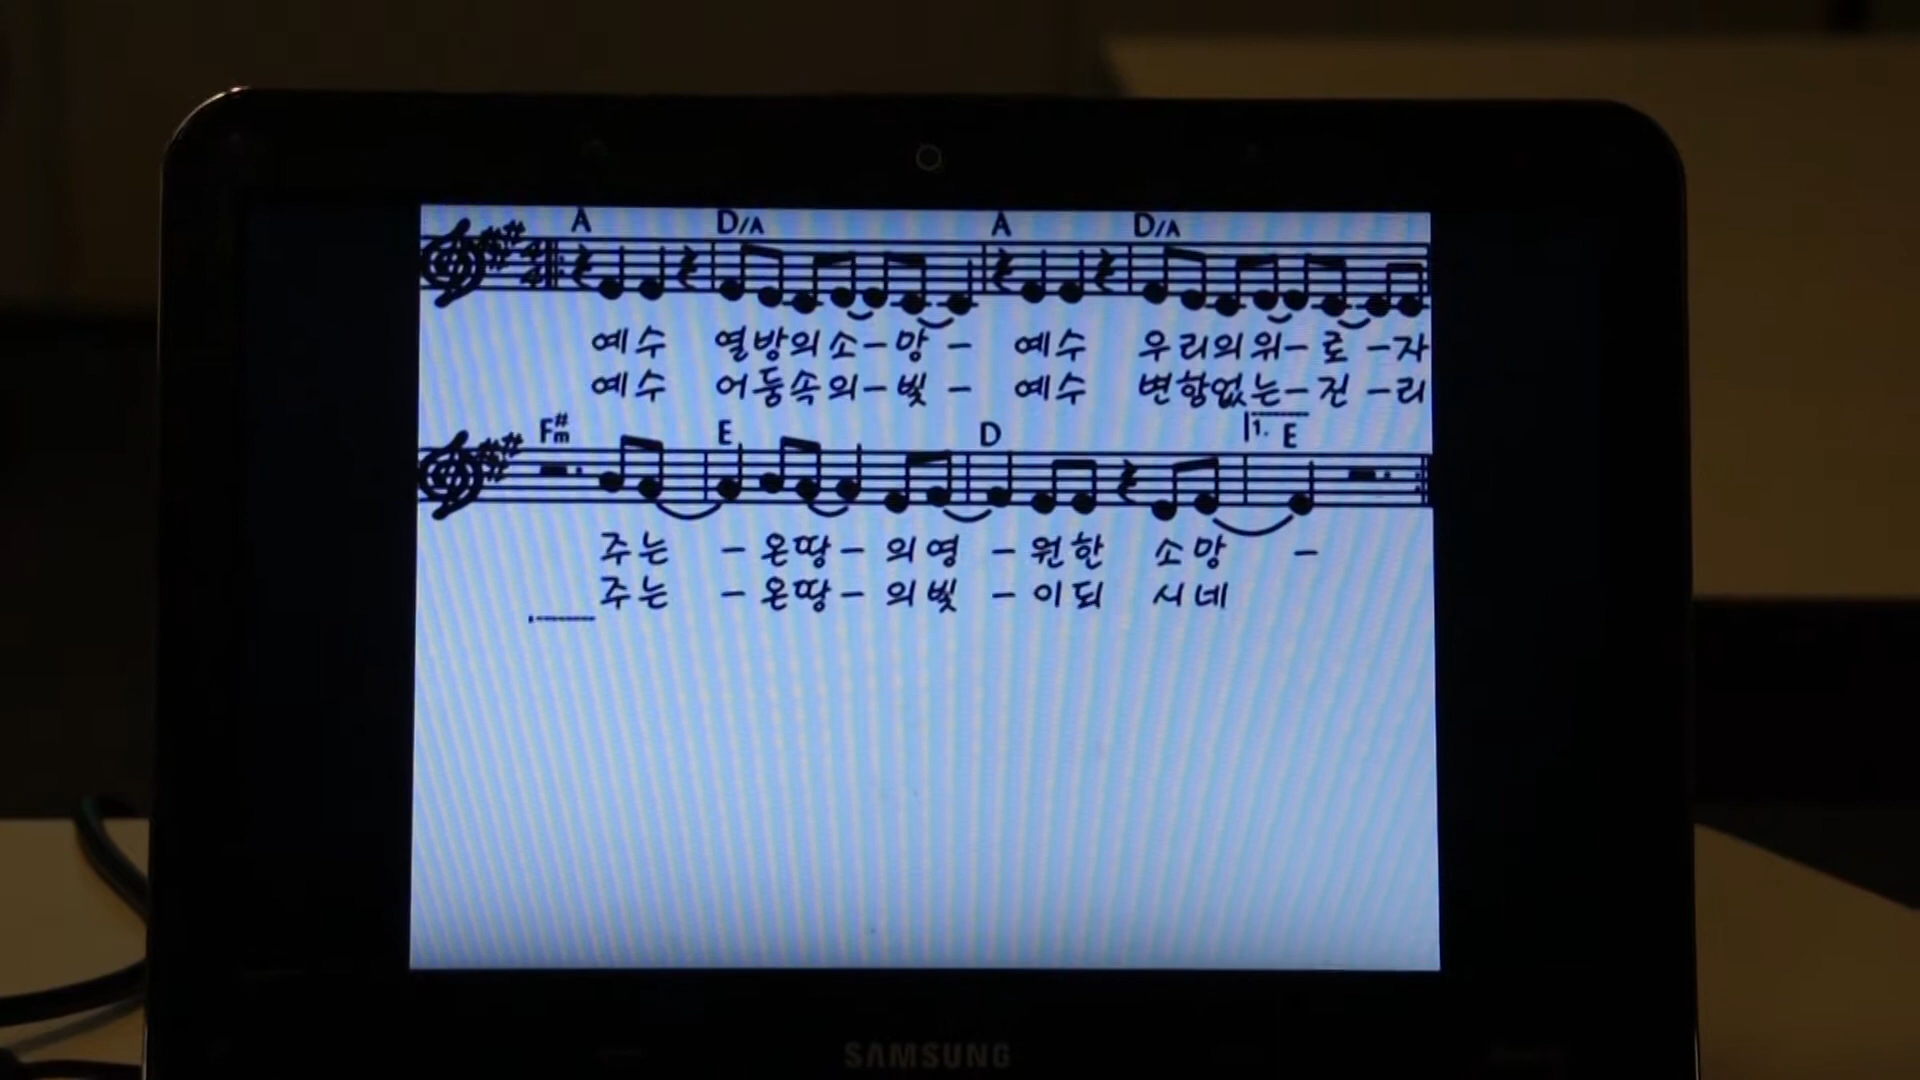 A D/A A D/A
예수 열방의소-망- 예수 우리의위-로-자
예수 어둠속의-빛- 예수 변함없는-진-리
F#m E D 1. E
주는 -온땅-의영-원한 소망 -
주는 -온땅-의빛-이되 시네
SAMSUNG